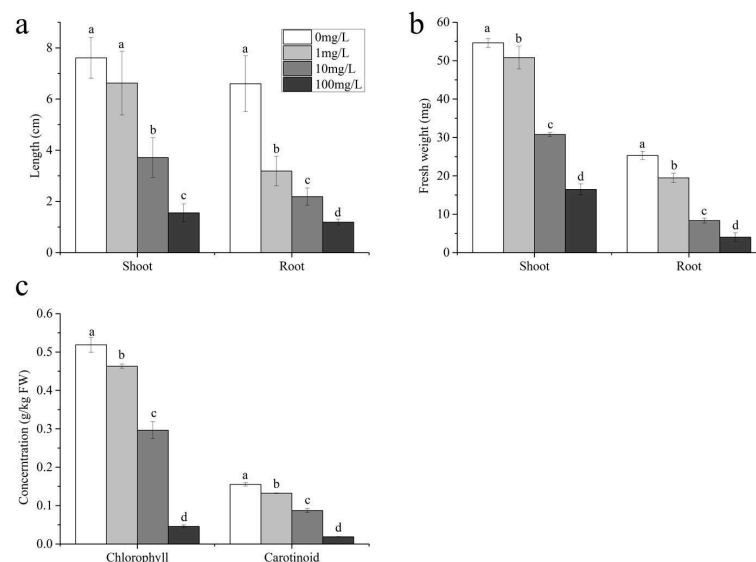 a
8
6
4
2
0
Length (cm)
a
a
b
c
a
b
c
d
0mg/L
1mg/L
10mg/L
100mg/L
Shoot
Root
b
60
50
40
30
20
10
0
Fresh weight (mg)
a
b
c
d
a
b
c
d
Shoot
Root
c
0.6
0.5
0.4
0.3
0.2
0.1
0.0
Concerntration (g/kg FW)
a
b
c
d
a
b
c
d
Chlorophyll
Carotinoid